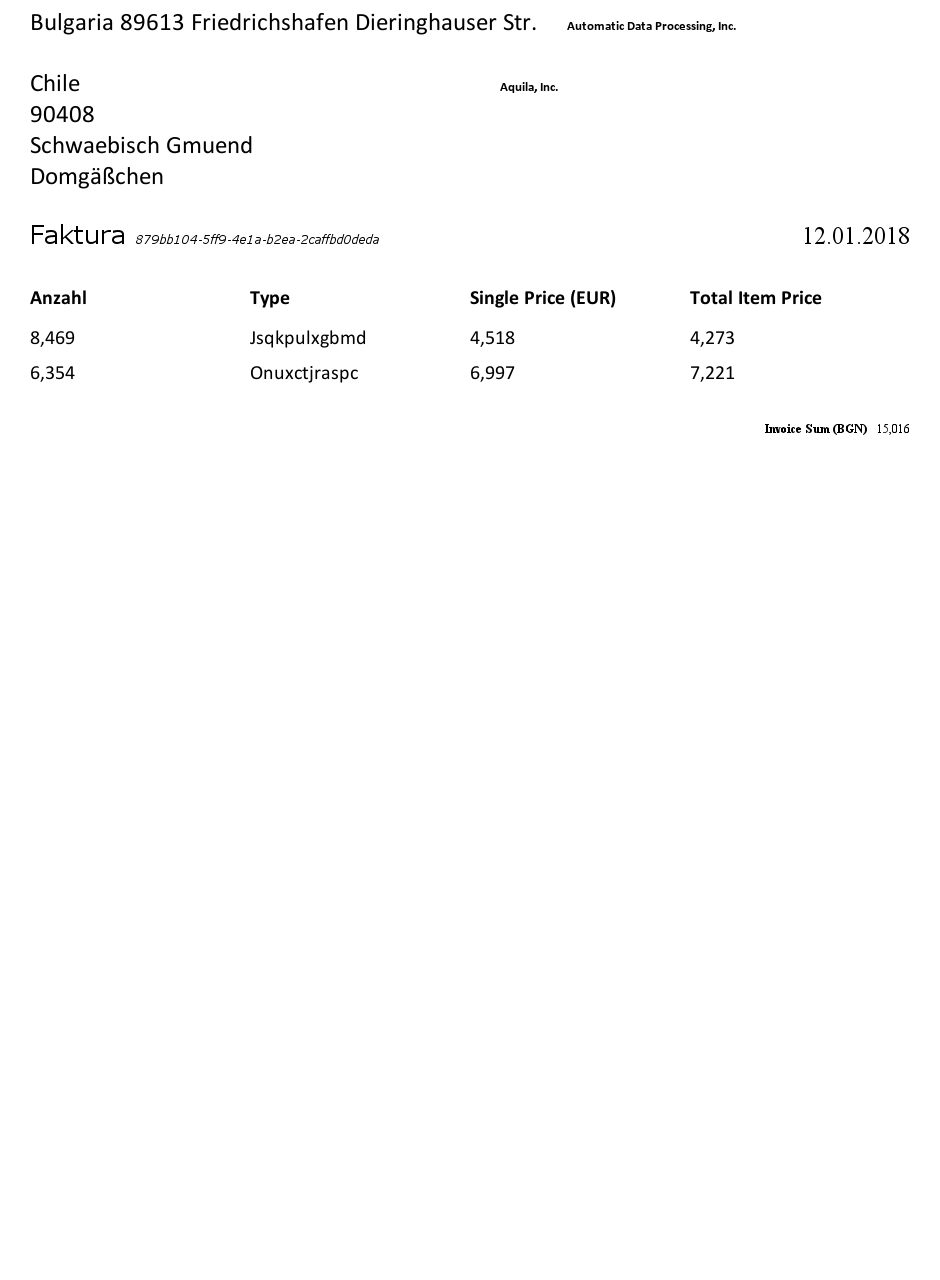 Bulgaria 89613 Friedrichshafen Dieringhauser Str. Automatic Data Processing, Inc.
Chile Aquila, Inc.
90408
Schwaebisch Gmuend
Domgäßchen
Faktura 879bb104-5ff9-4e1a-b2ea-2caffbd0deda 12.01.2018
Anzahl Type Single Price (EUR) Total Item Price
8,469 Jsqkpulxgbmd 4,518 4,273
6,354 Onuxctjraspc 6,997 7,221
Invoice Sum (BGN) 15,016